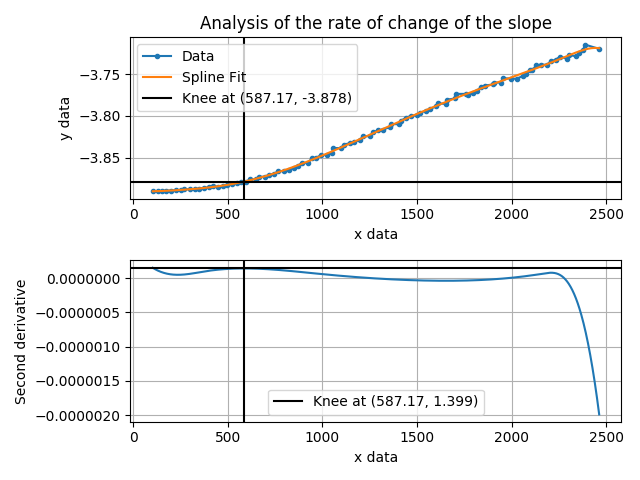 Analysis of the rate of change of the slope
Data
Spline Fit
Knee at (587.17, -3.878)
y data
−3.75
−3.80
−3.85
0 500 1000 1500 2000 2500
x data
Second derivative
0.0000000
−0.0000005
−0.0000010
−0.0000015
−0.0000020
Knee at (587.17, 1.399)
0 500 1000 1500 2000 2500
x data